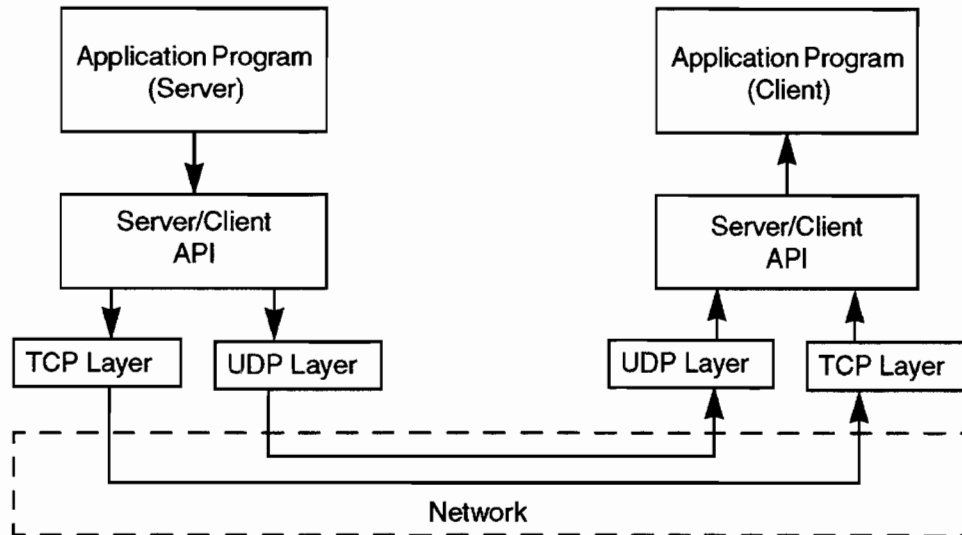 Application Program
(Server)
Application Program
(Client)
Server/Client
API
Server/Client
API
TCP Layer
UDP Layer
UDP Layer
TCP Layer
Network